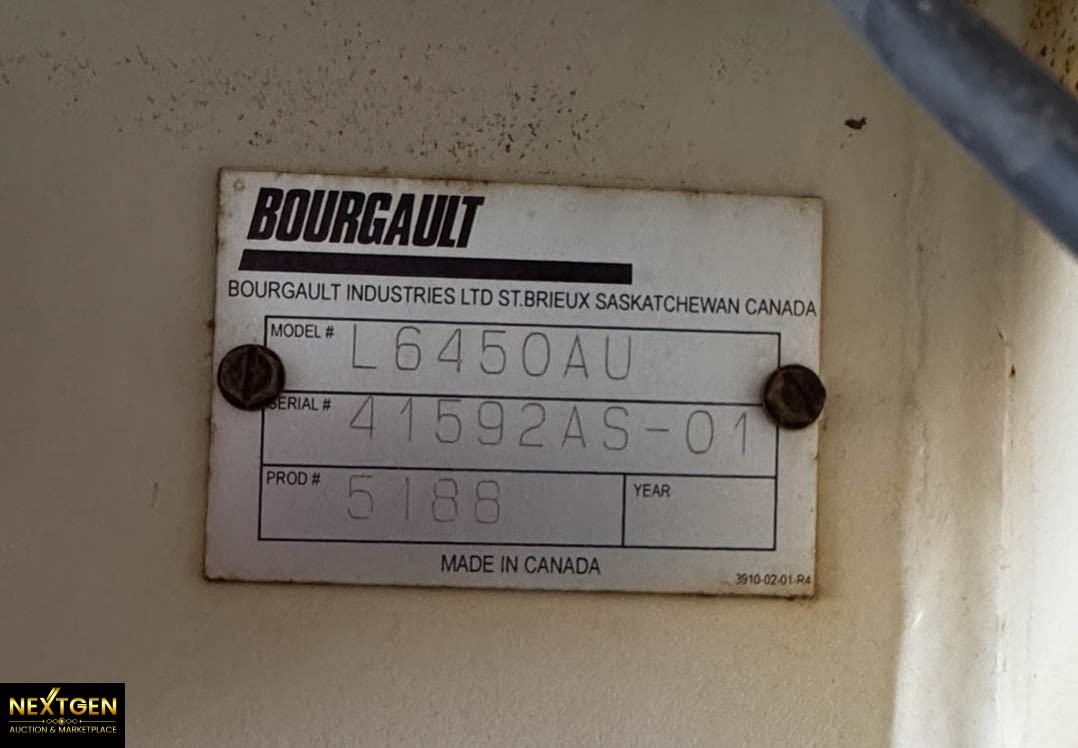 BOURGAULT
BOURGAULT INDUSTRIES LTD ST.BRIEUX SASKATCHEWAN CANADA
MODEL # L6450AU
SERIAL # 41592AS-01
PROD # 5188 YEAR
MADE IN CANADA
3910-02-01-R4
NEXTGEN
AUCTION & MARKETPLACE